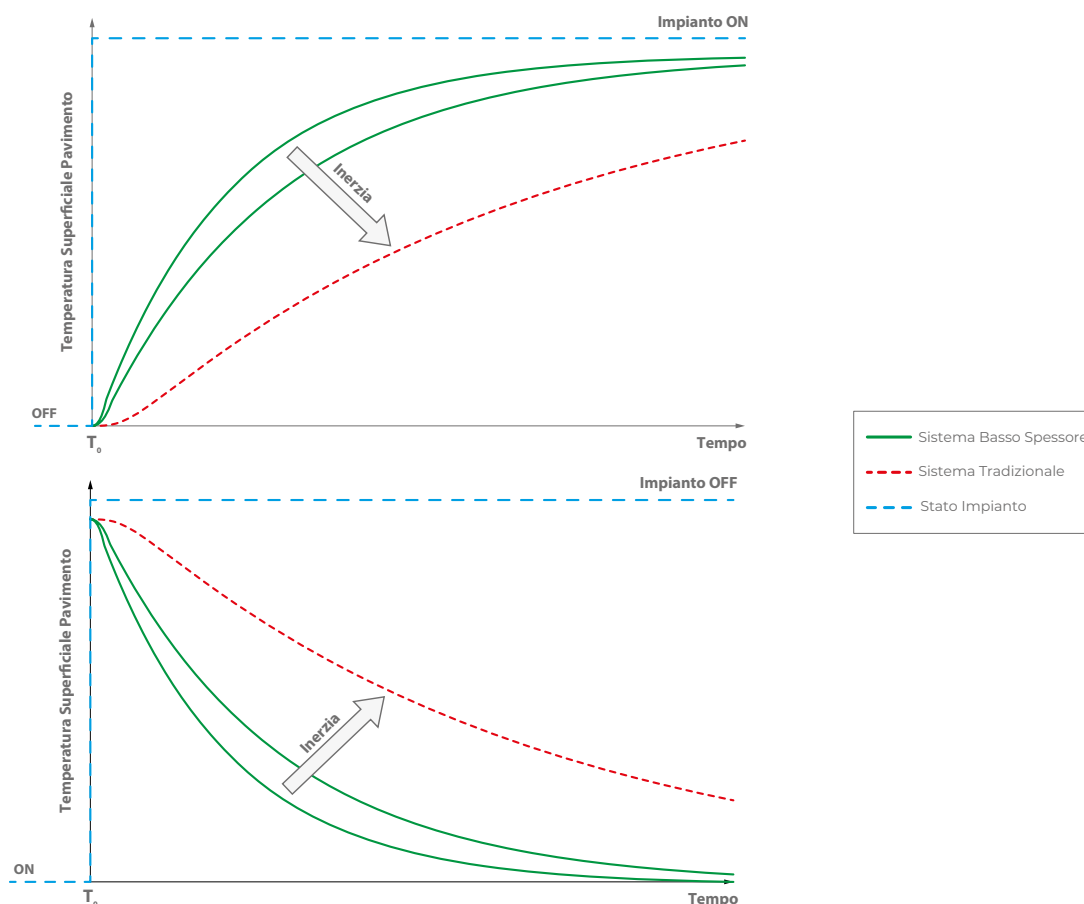 Impianto ON
Temperatura Superficiale Pavimento
Inerzia
OFF
T₀
Tempo
Sistema Basso Spessore
Sistema Tradizionale
Stato Impianto
Impianto OFF
Temperatura Superficiale Pavimento
Inerzia
ON
T₀
Tempo